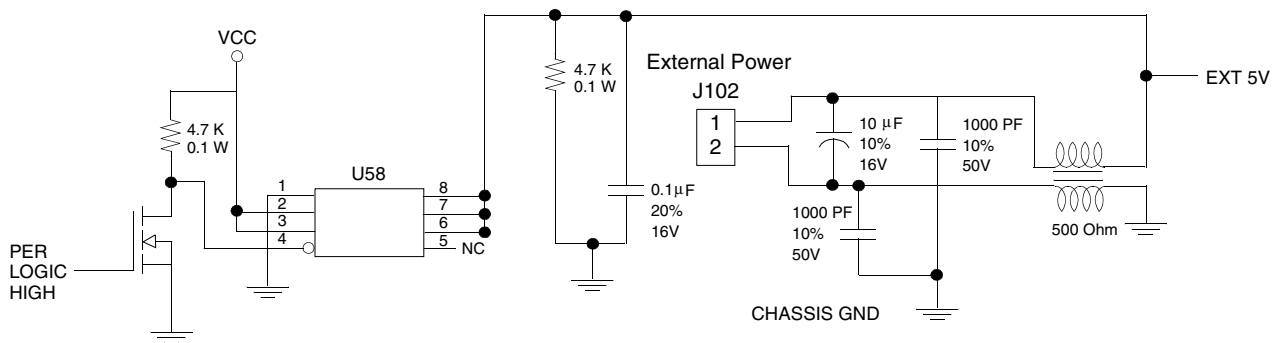 VCC
4.7 K
0.1 W
PER
LOGIC
HIGH
U58
1
2
3
4
8
7
6
5
NC
4.7 K
0.1 W
0.1µF
20%
16V
External Power
J102
1
2
10 µF
10%
16V
1000 PF
10%
50V
1000 PF
10%
50V
500 Ohm
EXT 5V
CHASSIS GND